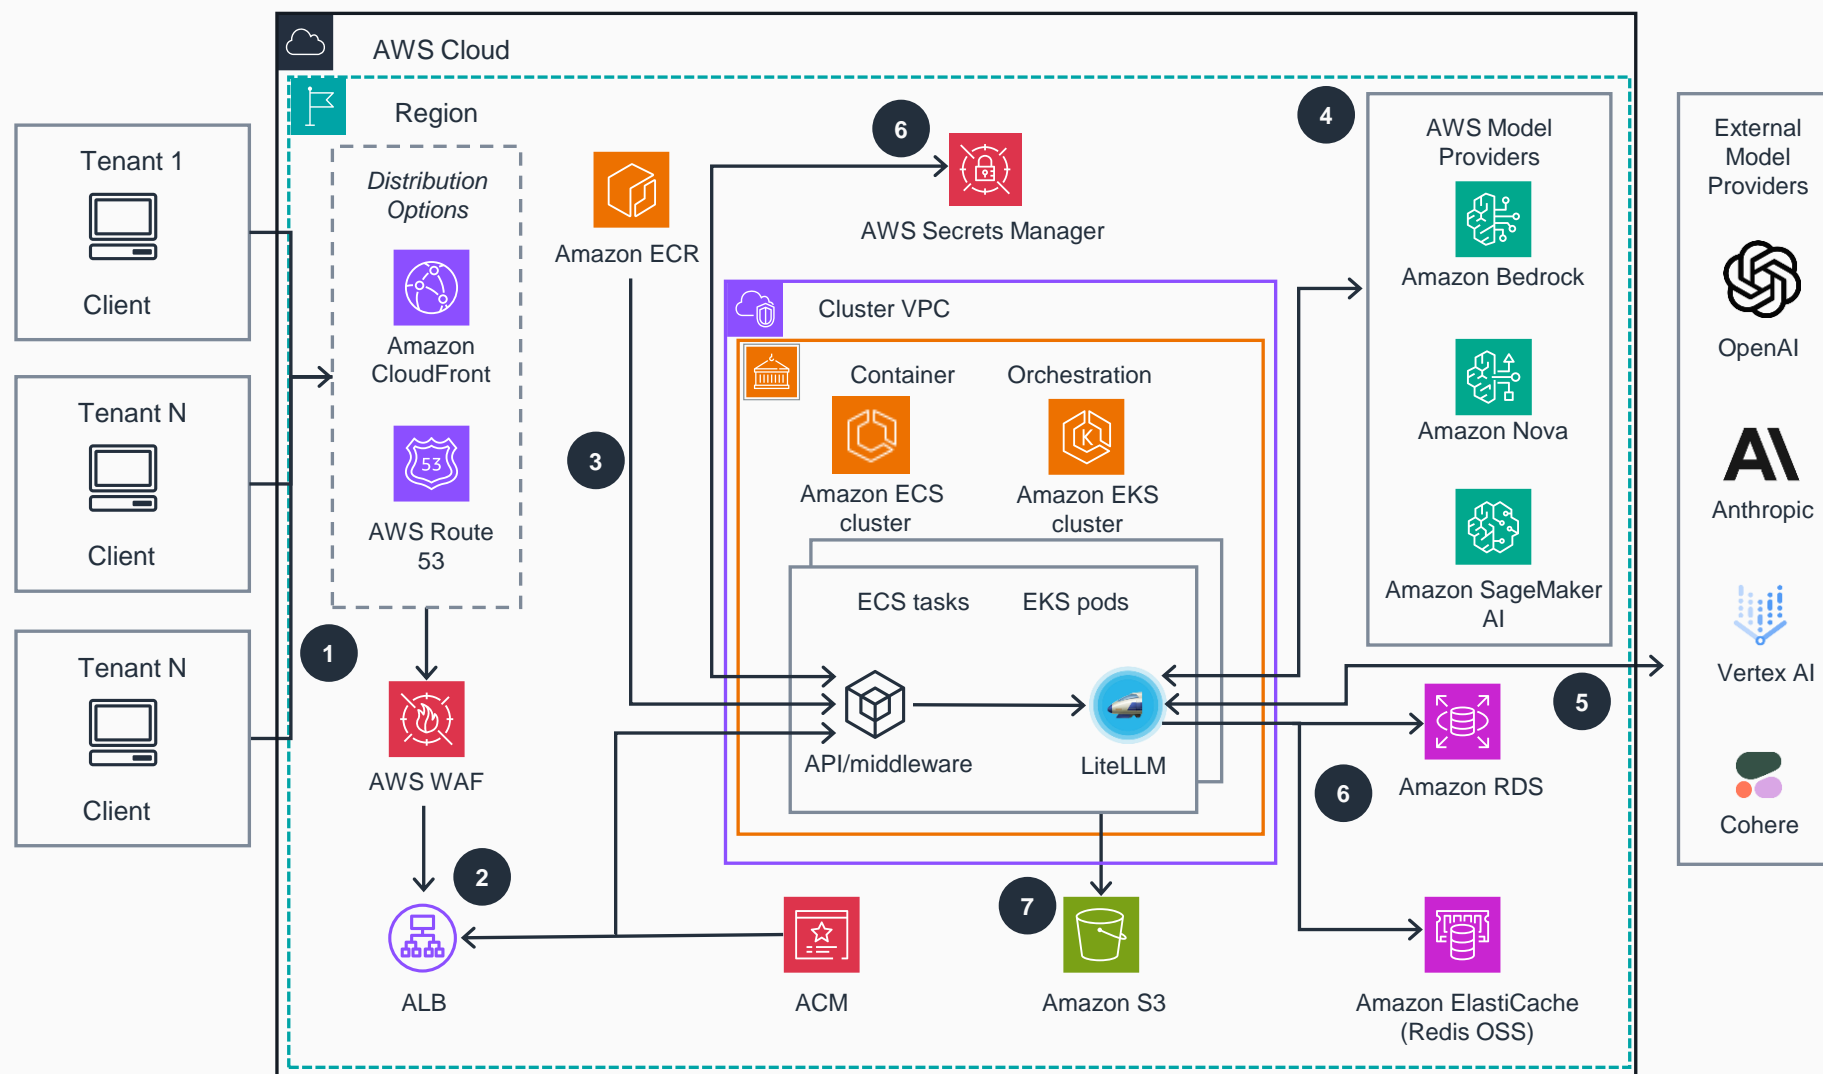 AWS Cloud
Region
Tenant 1
Client
Tenant N
Client
Tenant N
Client
Distribution
Options
Amazon
CloudFront
53
AWS Route
53
1
AWS WAF
2
ALB
Amazon ECR
3
6
AWS Secrets Manager
Cluster VPC
Container
Orchestration
K
Amazon ECS
cluster
Amazon EKS
cluster
ECS tasks
EKS pods
API/middleware
LiteLLM
ACM
7
Amazon S3
4
AWS Model
Providers
Amazon Bedrock
Amazon Nova
Amazon SageMaker
AI
5
Amazon RDS
6
Amazon ElastiCache
(Redis OSS)
External
Model
Providers
OpenAI
AI
Anthropic
Vertex AI
Cohere